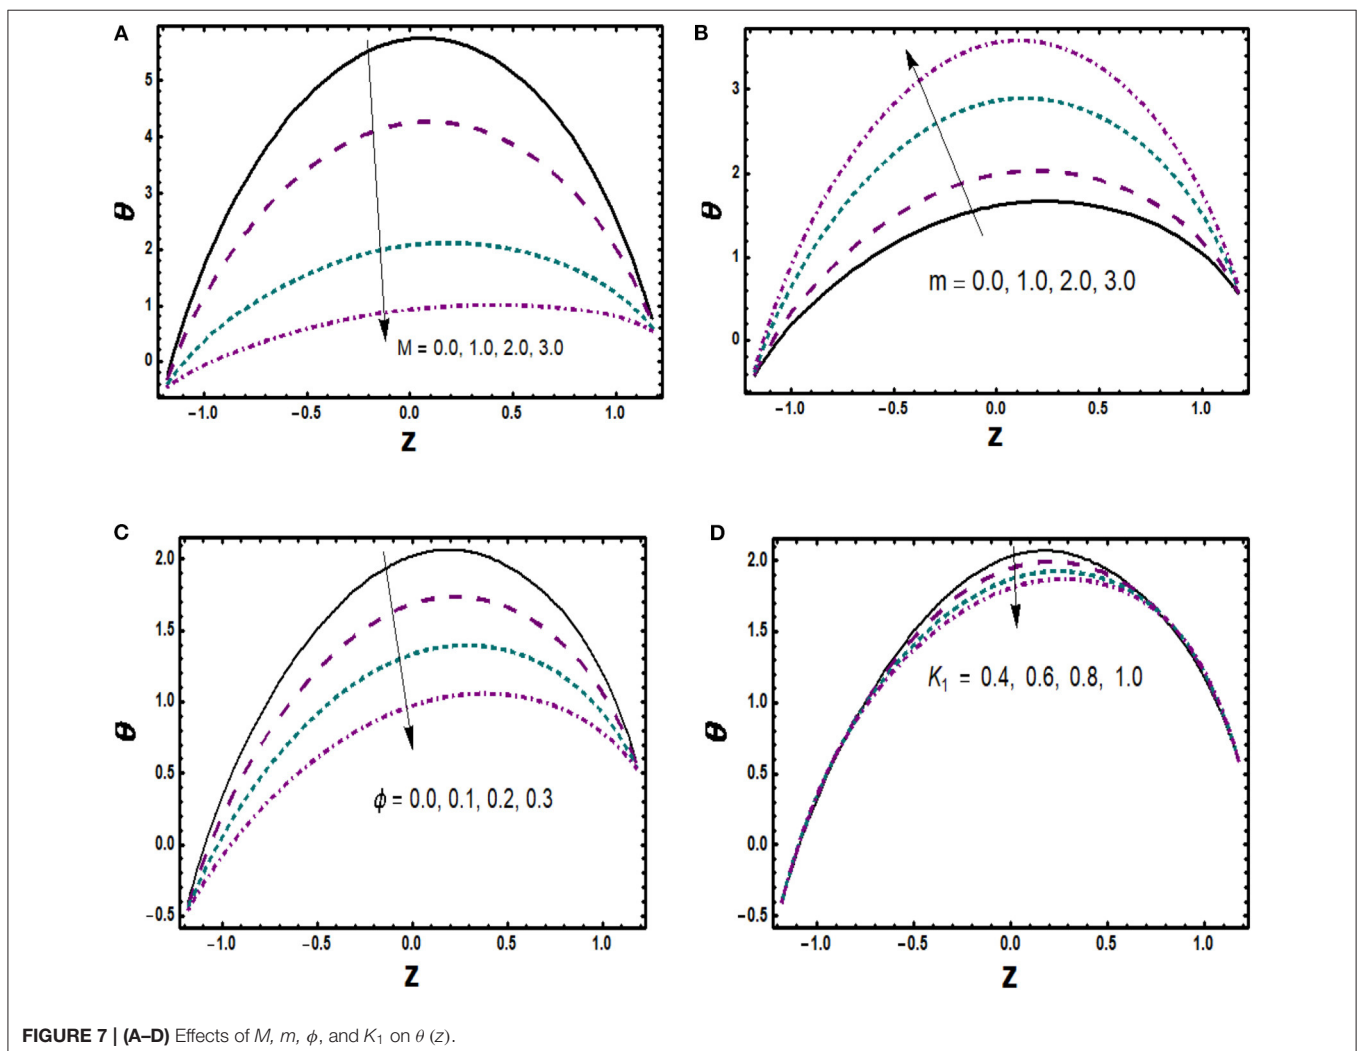 A
5
4
3
2
1
0
θ
−1.0 −0.5 0.0 0.5 1.0
Z
M = 0.0, 1.0, 2.0, 3.0
B
3
2
1
0
θ
−1.0 −0.5 0.0 0.5 1.0
Z
m = 0.0, 1.0, 2.0, 3.0
C
2.0
1.5
1.0
0.5
0.0
−0.5
θ
−1.0 −0.5 0.0 0.5 1.0
Z
ϕ = 0.0, 0.1, 0.2, 0.3
D
2.0
1.5
1.0
0.5
0.0
−0.5
θ
−1.0 −0.5 0.0 0.5 1.0
Z
K₁ = 0.4, 0.6, 0.8, 1.0
FIGURE 7 | (A–D) Effects of M, m, ϕ, and K₁ on θ (z).